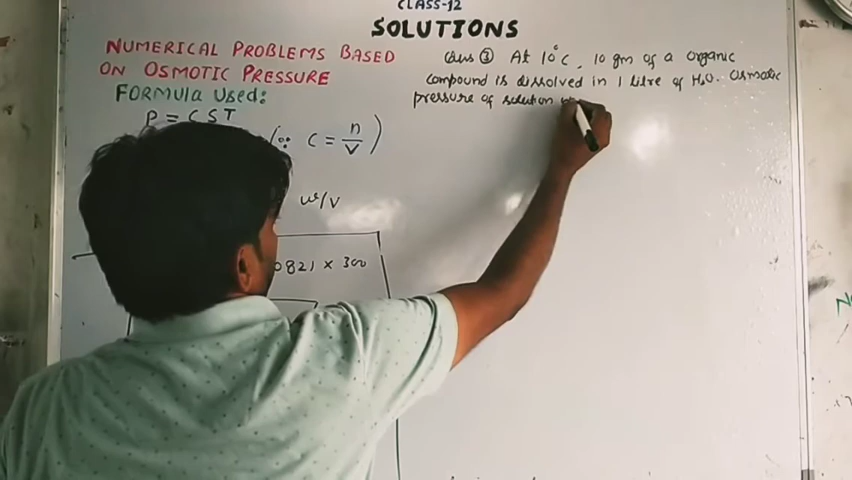 CLASS-12
SOLUTIONS
NUMERICAL PROBLEMS BASED
ON OSMOTIC PRESSURE
FORMULA USED:
P = C S T
(∵ C = n/V)
w/V
0821 × 300
Ques ③ At 10°C, 10 gm of a organic
compound is dissolved in 1 litre of H₂O. Osmotic
pressure of solution